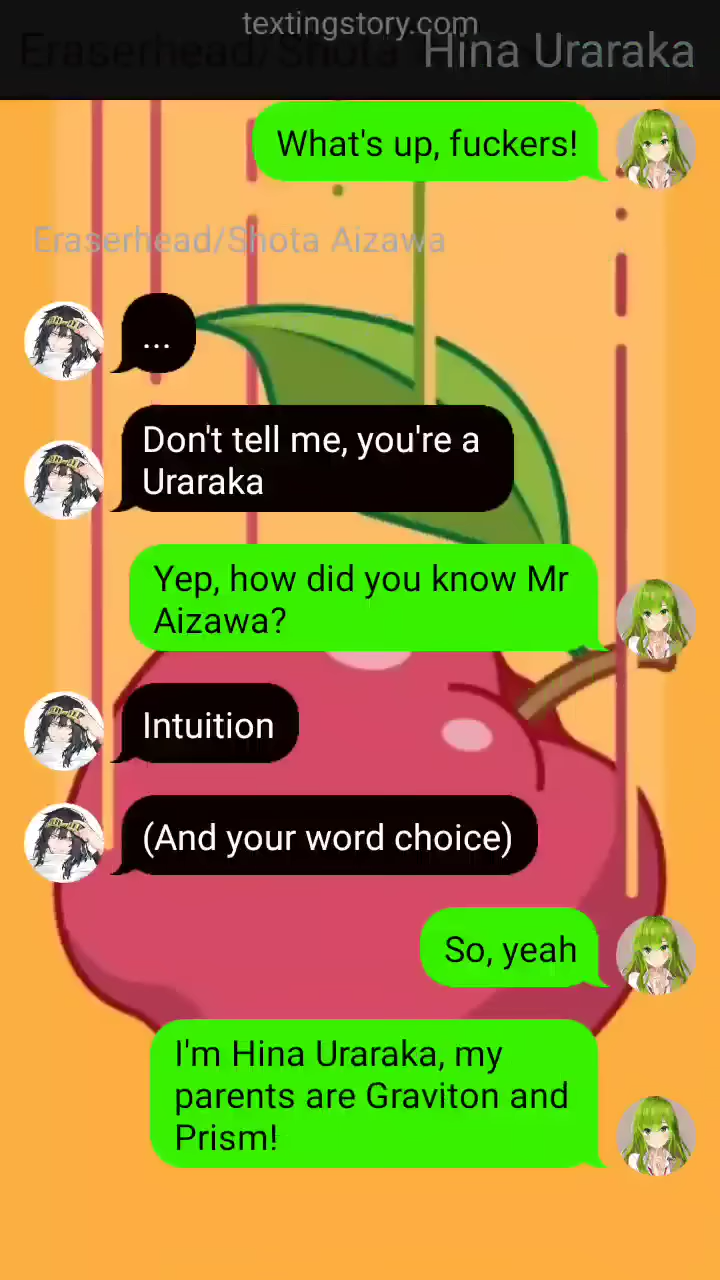 textingstory.com
Eraserhead/Shota
Hina Uraraka
What's up, fuckers!
Eraserhead/Shota Aizawa
...
Don't tell me, you're a
Uraraka
Yep, how did you know Mr
Aizawa?
Intuition
(And your word choice)
So, yeah
I'm Hina Uraraka, my
parents are Graviton and
Prism!